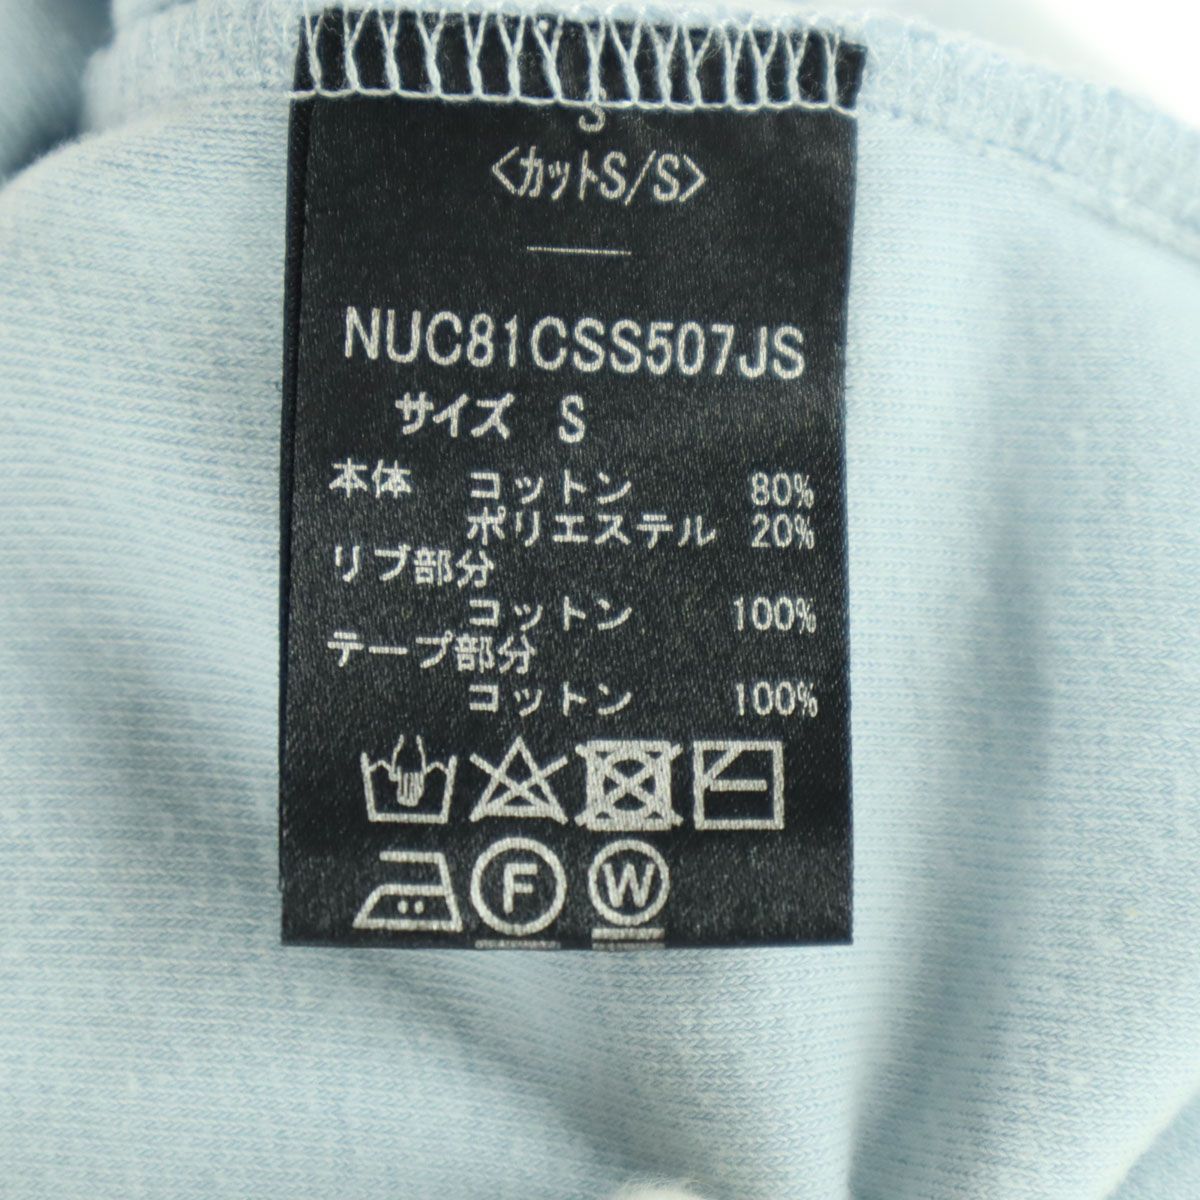 S
<カットS/S>
NUC81CSS507JS
サイズ S
本体 コットン 80%
ポリエステル 20%
リブ部分
コットン 100%
テープ部分
コットン 100%
F W